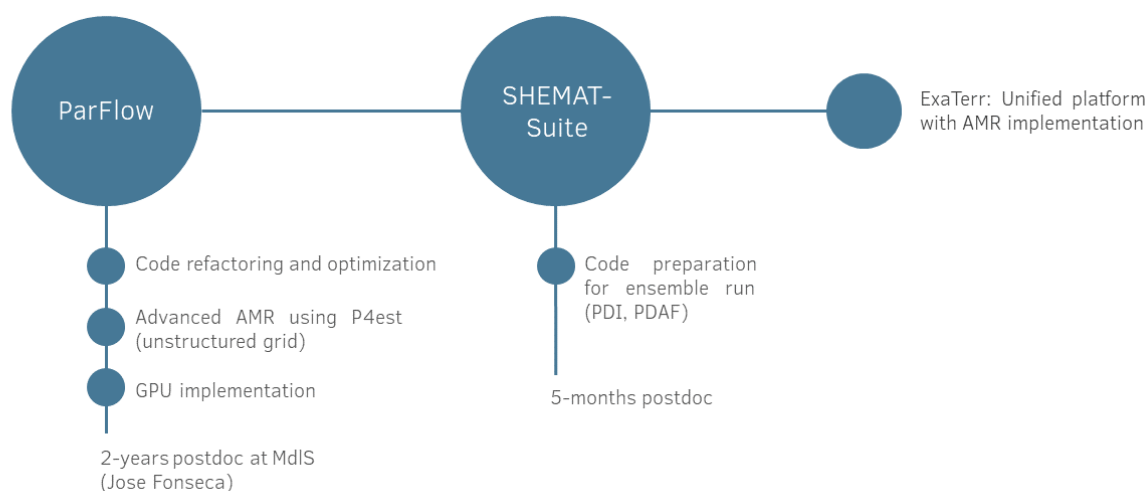 ParFlow
SHEMAT-
Suite
ExaTerr: Unified platform
with AMR implementation
Code refactoring and optimization
Advanced AMR using P4est
(unstructured grid)
GPU implementation
2-years postdoc at MdlS
(Jose Fonseca)
Code preparation
for ensemble run
(PDI, PDAF)
5-months postdoc